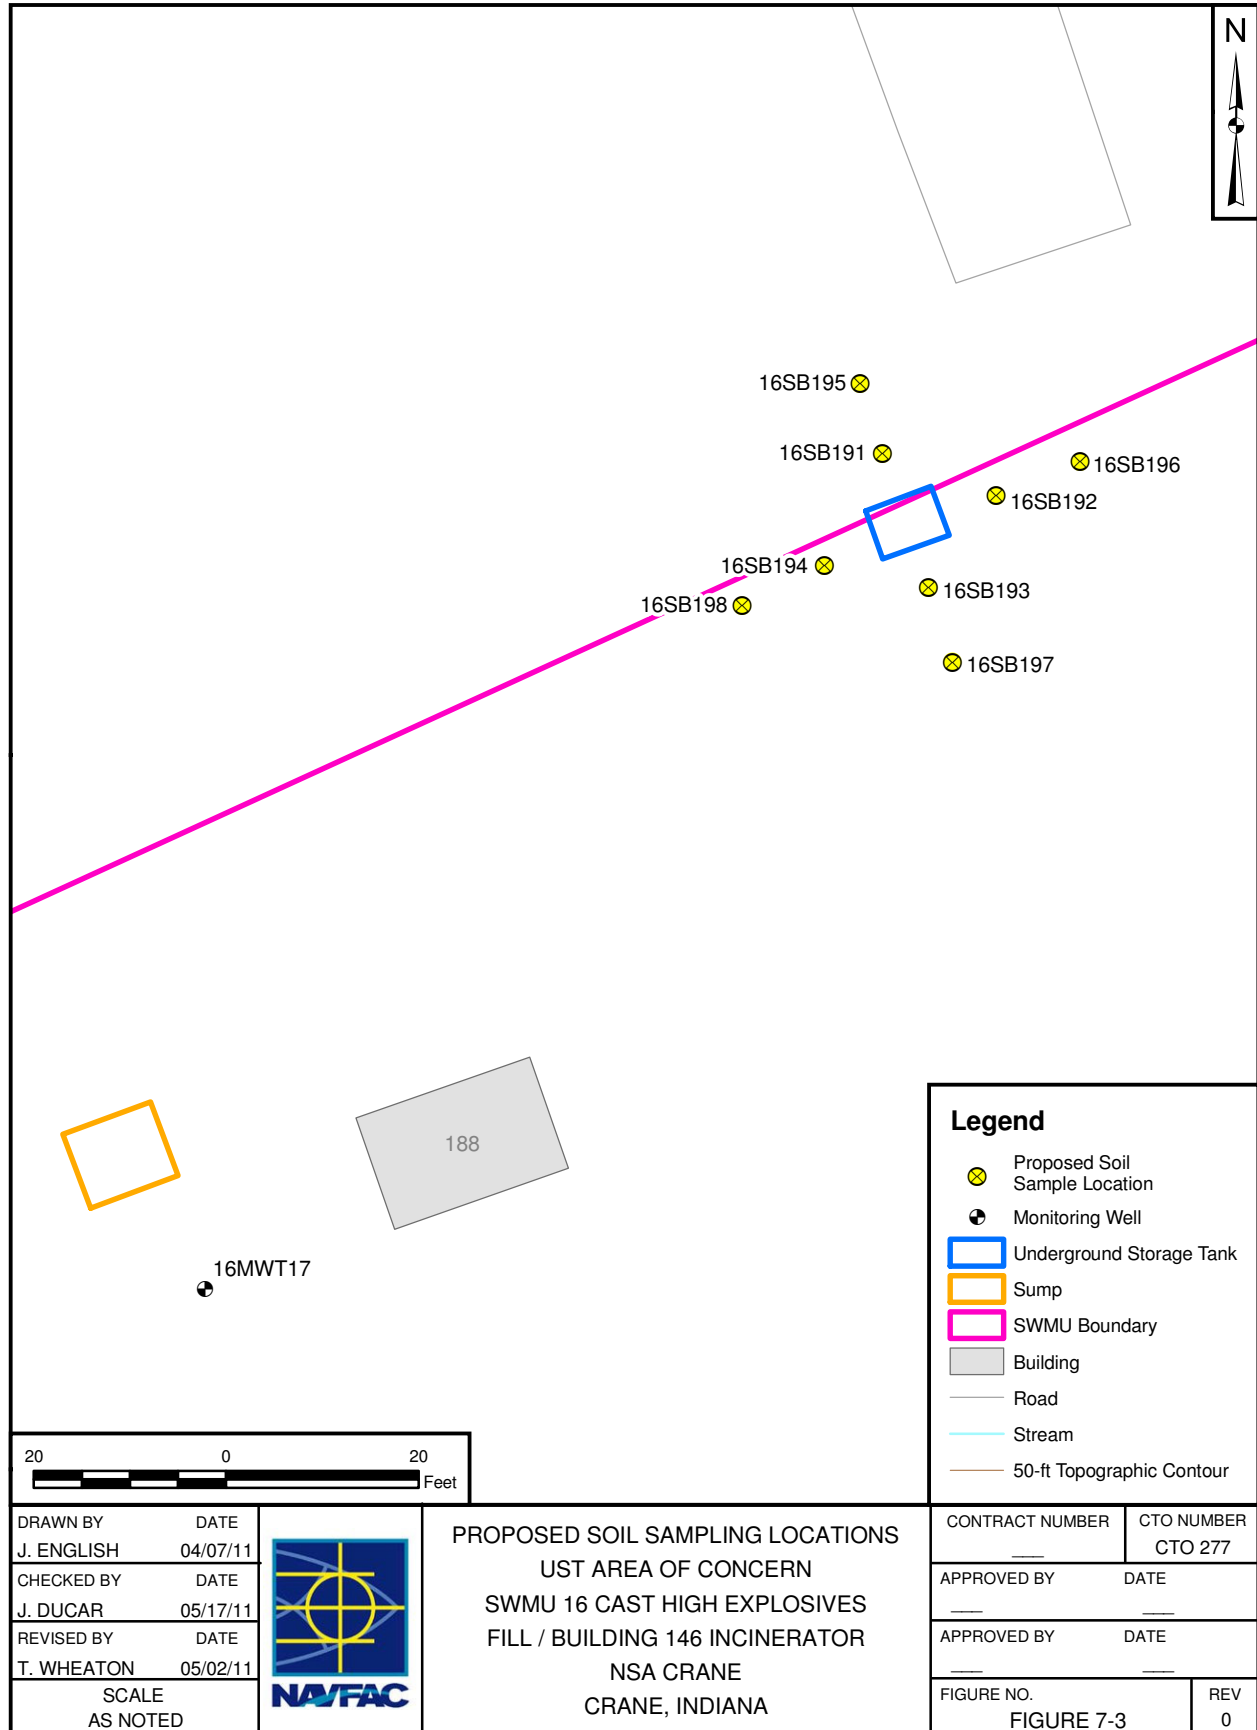 N
16SB195
16SB191
16SB196
16SB192
16SB194
16SB193
16SB198
16SB197
188
16MWT17
Legend
Proposed Soil
Sample Location
Monitoring Well
Underground Storage Tank
Sump
SWMU Boundary
Building
Road
Stream
50-ft Topographic Contour
20 0 20
Feet
DRAWN BY DATE
J. ENGLISH 04/07/11
CHECKED BY DATE
J. DUCAR 05/17/11
REVISED BY DATE
T. WHEATON 05/02/11
SCALE
AS NOTED
NAVFAC
PROPOSED SOIL SAMPLING LOCATIONS
UST AREA OF CONCERN
SWMU 16 CAST HIGH EXPLOSIVES
FILL / BUILDING 146 INCINERATOR
NSA CRANE
CRANE, INDIANA
CONTRACT NUMBER
___
CTO NUMBER
CTO 277
APPROVED BY DATE
___ ___
APPROVED BY DATE
___ ___
FIGURE NO.
FIGURE 7-3
REV
0